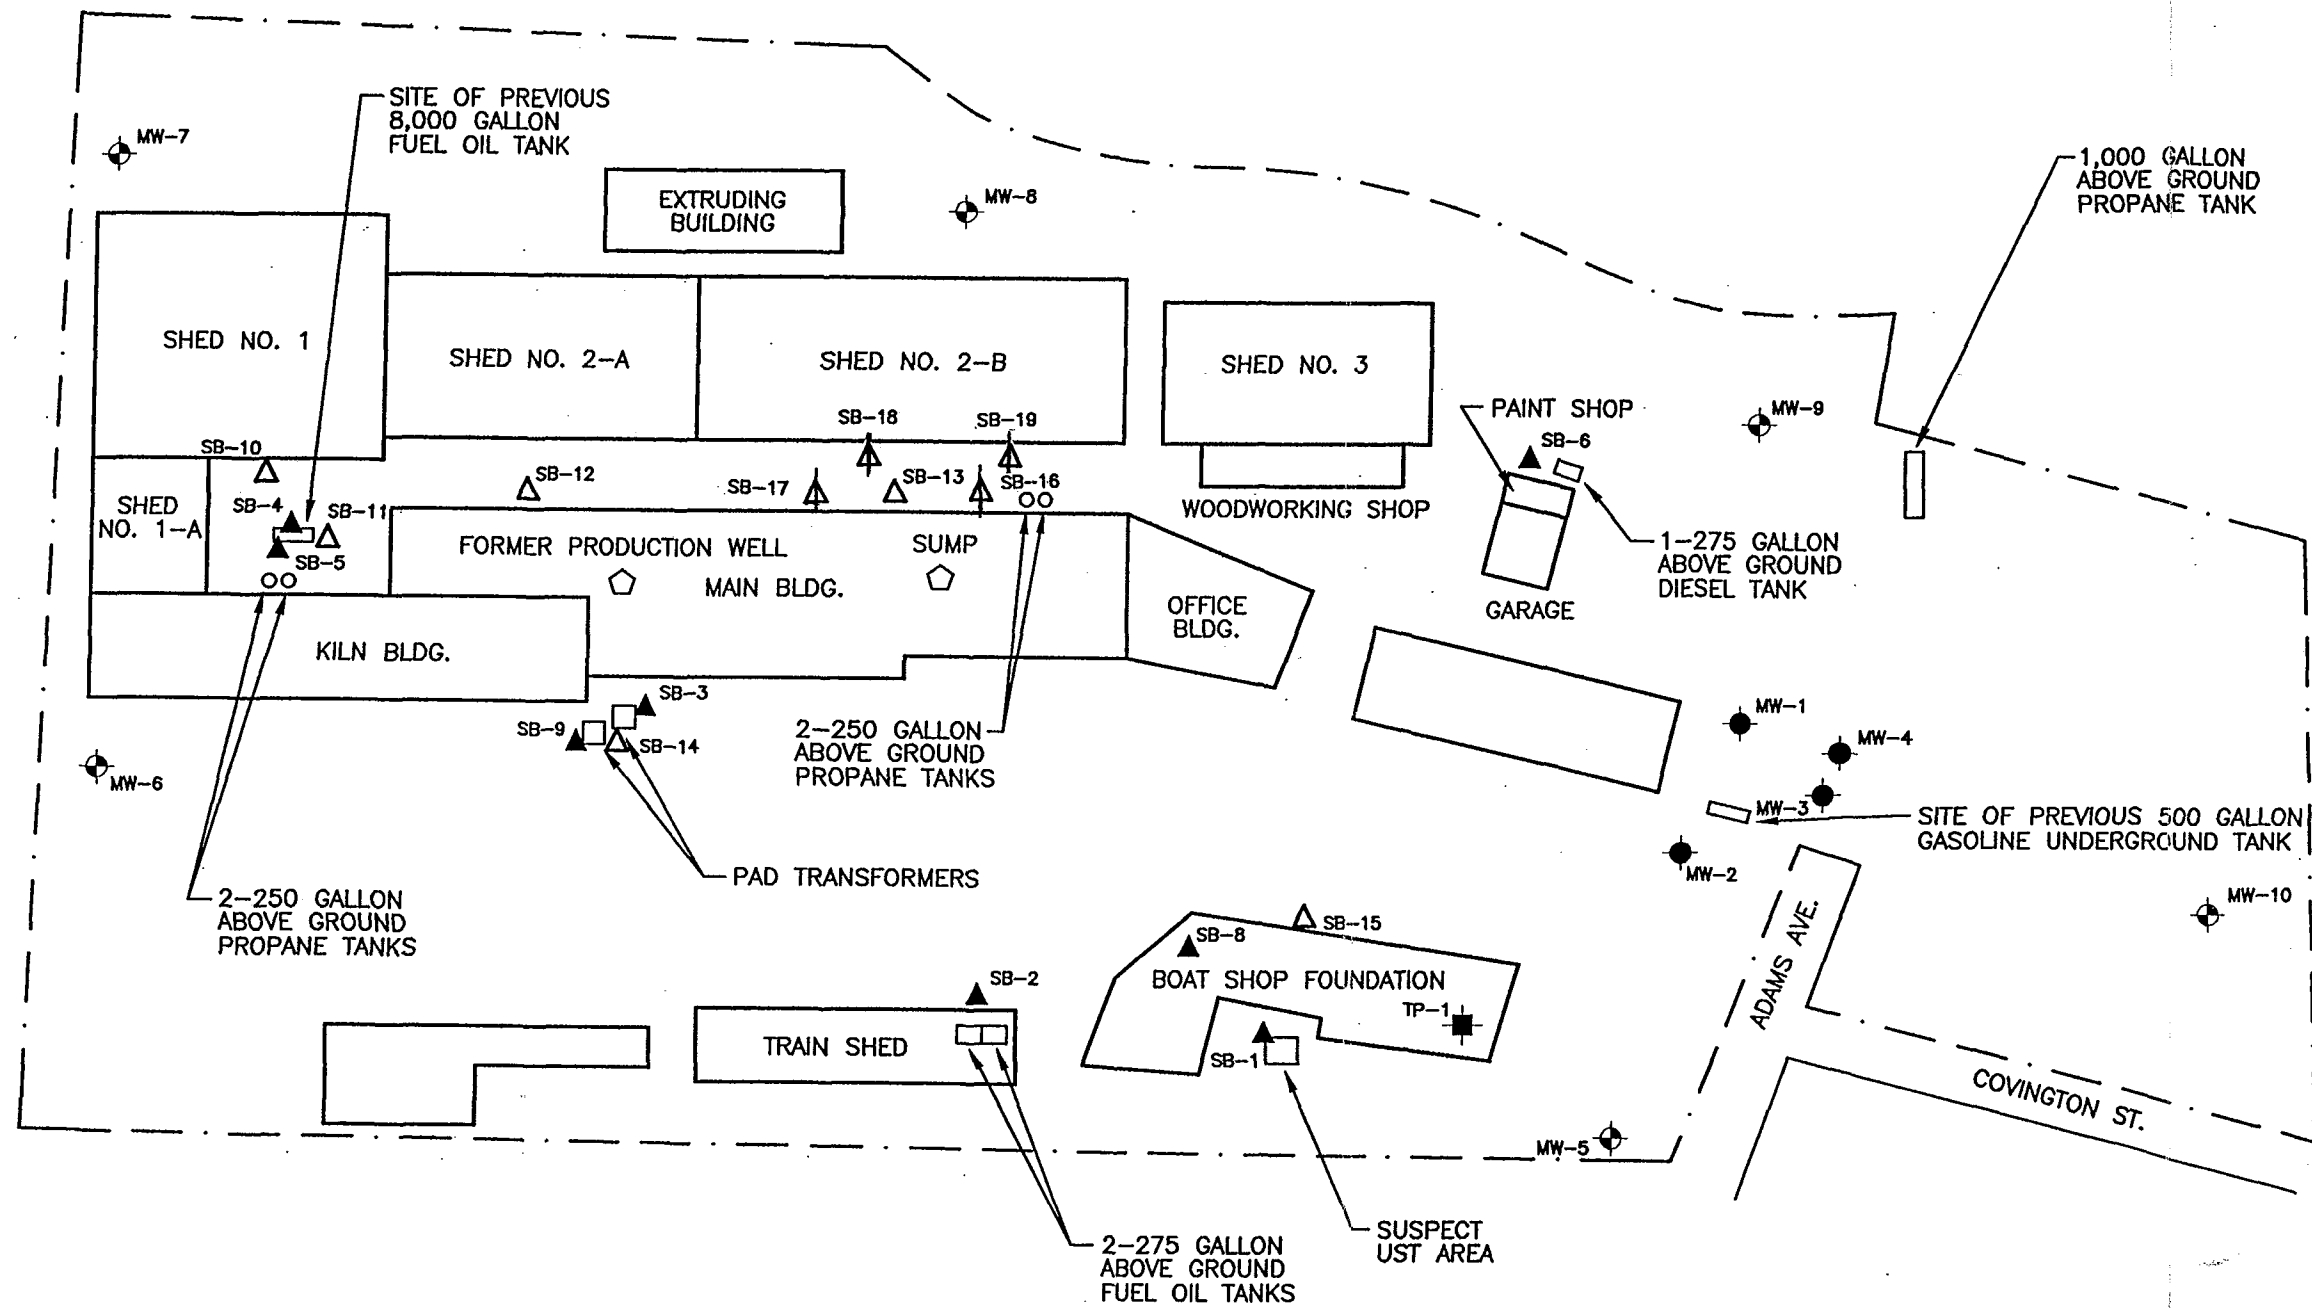 SITE OF PREVIOUS
8,000 GALLON
FUEL OIL TANK
MW-7
EXTRUDING
BUILDING
MW-8
1,000 GALLON
ABOVE GROUND
PROPANE TANK
SHED NO. 1
SHED NO. 2-A
SHED NO. 2-B
SHED NO. 3
PAINT SHOP
MW-9
SB-18
SB-19
SB-6
SB-10
SB-12
SB-17
SB-13
SB-16
SHED
NO. 1-A
SB-4
SB-11
SB-5
WOODWORKING SHOP
FORMER PRODUCTION WELL
SUMP
MAIN BLDG.
1-275 GALLON
ABOVE GROUND
DIESEL TANK
OFFICE
BLDG.
GARAGE
KILN BLDG.
SB-3
SB-9
SB-14
2-250 GALLON
ABOVE GROUND
PROPANE TANKS
MW-1
MW-4
MW-6
MW-3
SITE OF PREVIOUS 500 GALLON
GASOLINE UNDERGROUND TANK
MW-2
PAD TRANSFORMERS
2-250 GALLON
ABOVE GROUND
PROPANE TANKS
MW-10
SB-15
SB-8
ADAMS AVE.
BOAT SHOP FOUNDATION
SB-2
TP-1
TRAIN SHED
SB-1
COVINGTON ST.
MW-5
SUSPECT
UST AREA
2-275 GALLON
ABOVE GROUND
FUEL OIL TANKS